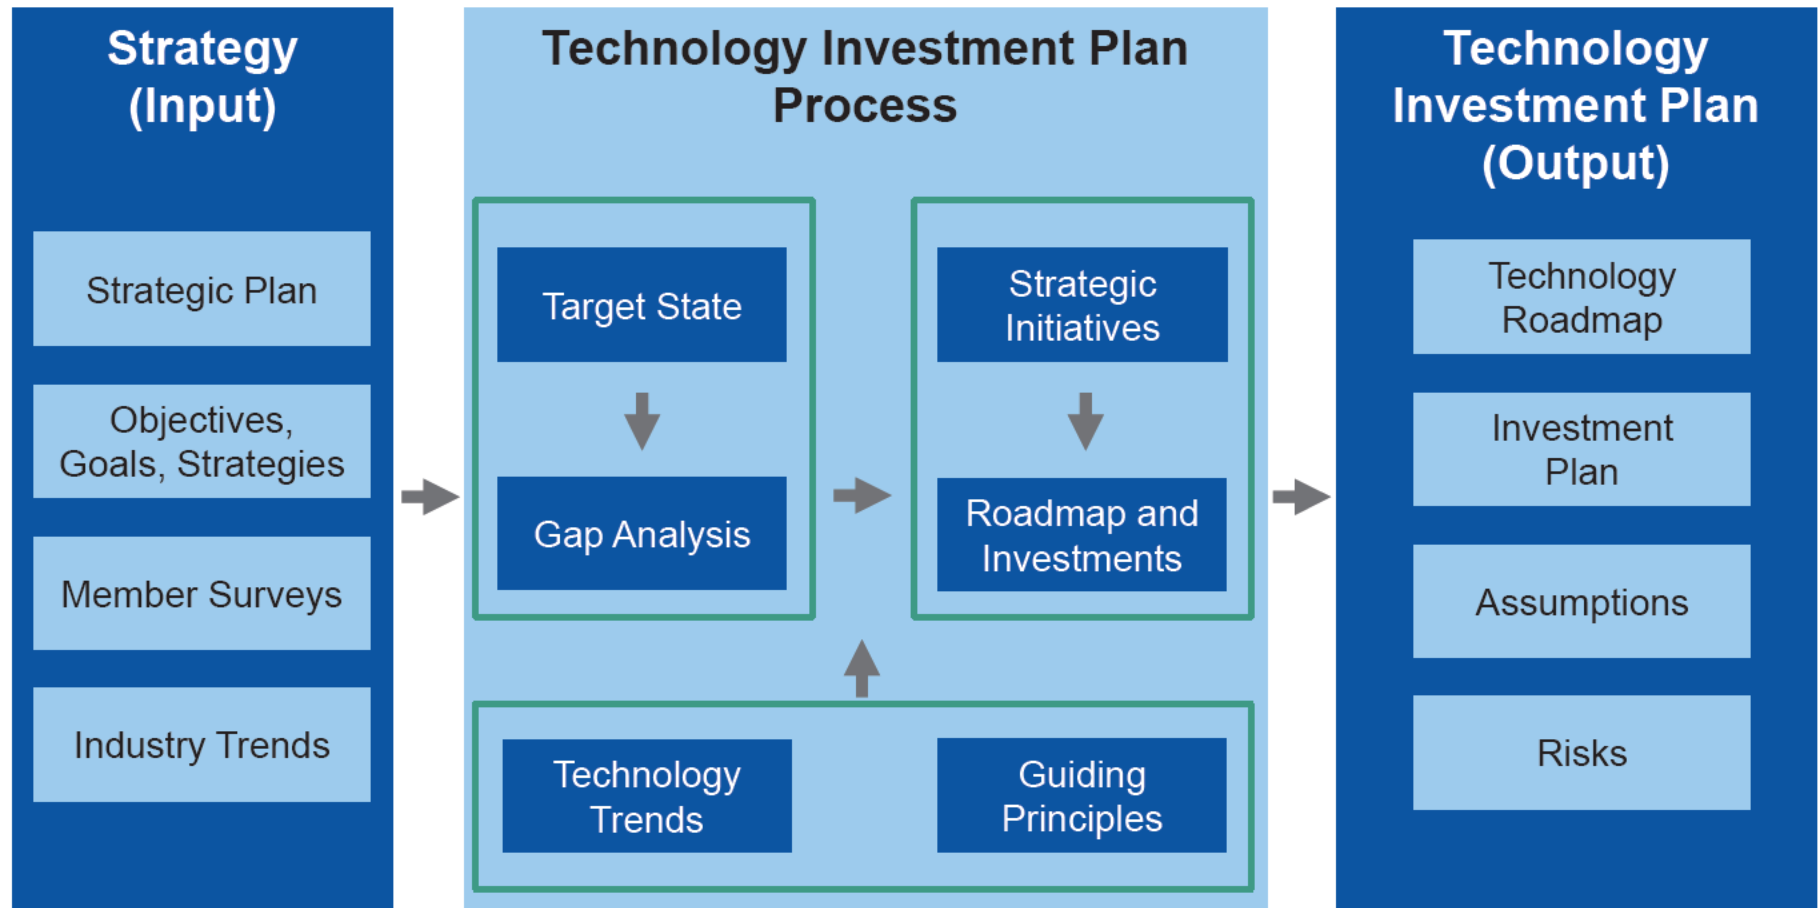 Strategy
(Input)
Strategic Plan
Objectives,
Goals, Strategies
Member Surveys
Industry Trends
Technology Investment Plan
Process
Target State
Gap Analysis
Strategic
Initiatives
Roadmap and
Investments
Technology
Trends
Guiding
Principles
Technology
Investment Plan
(Output)
Technology
Roadmap
Investment
Plan
Assumptions
Risks